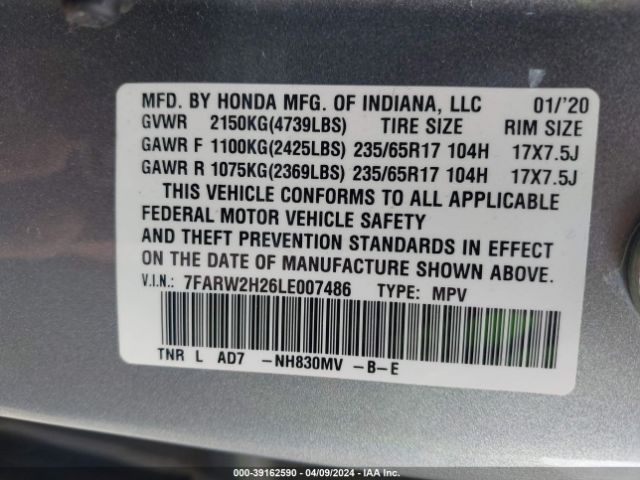 MFD. BY HONDA MFG. OF INDIANA, LLC 01/'20
GVWR 2150KG(4739LBS) TIRE SIZE RIM SIZE
GAWR F 1100KG(2425LBS) 235/65R17 104H 17X7.5J
GAWR R 1075KG(2369LBS) 235/65R17 104H 17X7.5J
THIS VEHICLE CONFORMS TO ALL APPLICABLE
FEDERAL MOTOR VEHICLE SAFETY
AND THEFT PREVENTION STANDARDS IN EFFECT
ON THE DATE OF MANUFACTURE SHOWN ABOVE.
V.I.N.: 7FARW2H26LE007486 TYPE: MPV
TNR L AD7 -NH830MV -B-E
000-39162590 - 04/09/2024 - IAA Inc.